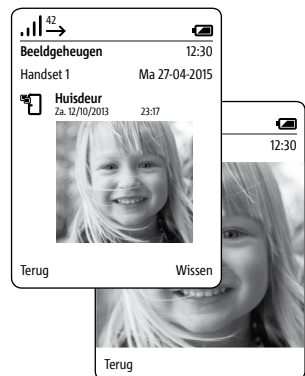 42
Beeldgeheugen 12:30
Handset 1 Ma 27-04-2015
Huisdeur
Za. 12/10/2013 23:17
Terug Wissen
12:30
Terug